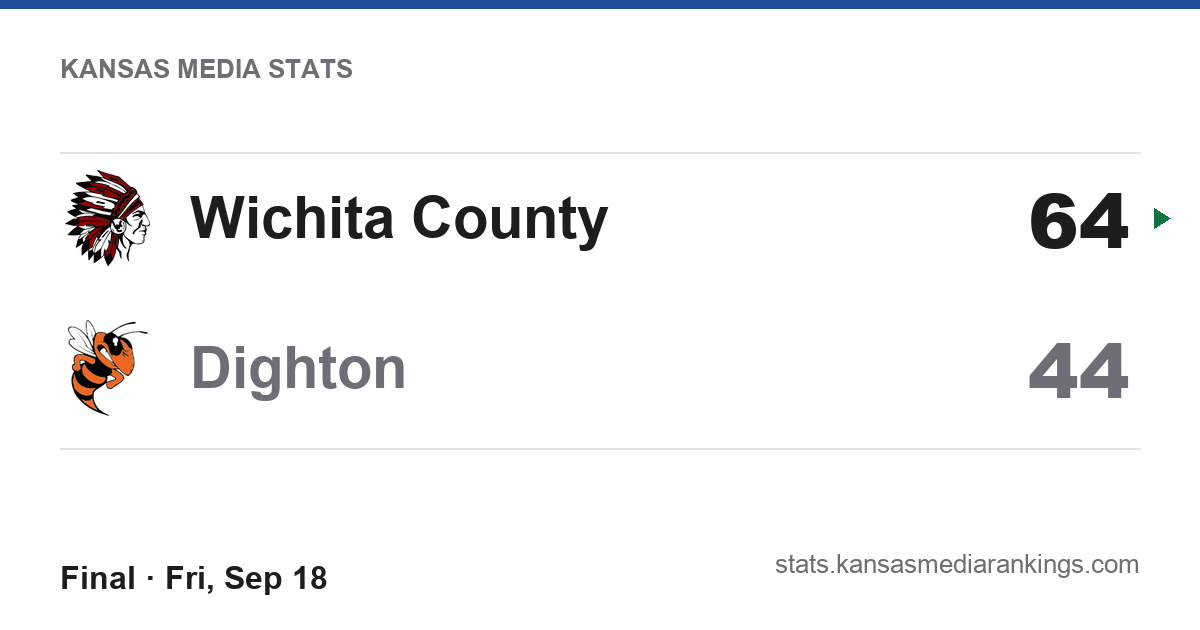 KANSAS MEDIA STATS
Wichita County 64
Dighton 44
Final · Fri, Sep 18
stats.kansasmediarankings.com